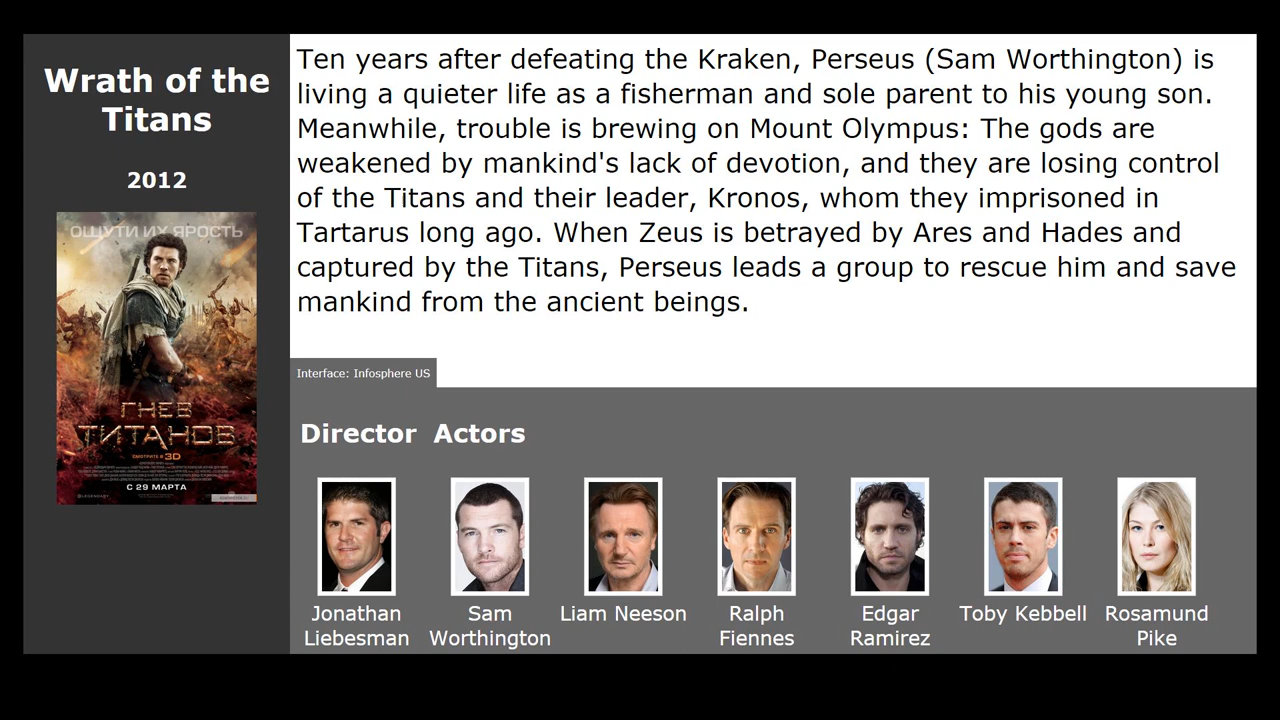 Wrath of the
Titans
2012
ОЩУТИ ИХ ЯРОСТЬ
ГНЕВ
ТИТАНОВ
СМОТРИТЕ В 3D
С 29 МАРТА
Ten years after defeating the Kraken, Perseus (Sam Worthington) is
living a quieter life as a fisherman and sole parent to his young son.
Meanwhile, trouble is brewing on Mount Olympus: The gods are
weakened by mankind's lack of devotion, and they are losing control
of the Titans and their leader, Kronos, whom they imprisoned in
Tartarus long ago. When Zeus is betrayed by Ares and Hades and
captured by the Titans, Perseus leads a group to rescue him and save
mankind from the ancient beings.
Interface: Infosphere US
Director Actors
Jonathan
Liebesman
Sam
Worthington
Liam Neeson
Ralph
Fiennes
Edgar
Ramirez
Toby Kebbell
Rosamund
Pike